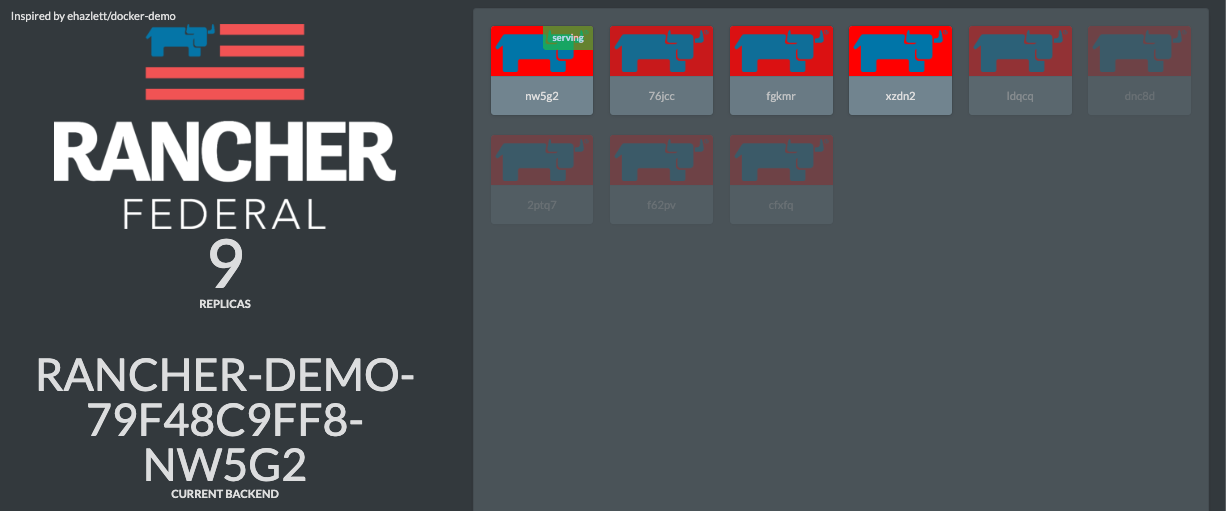 Inspired by ehazlett/docker-demo
RANCHER
FEDERAL
9
REPLICAS
RANCHER-DEMO-
79F48C9FF8-
NW5G2
CURRENT BACKEND
serving
nw5g2
76jcc
fgkmr
xzdn2
ldqcq
dnc8d
2ptq7
f62pv
cfxfq